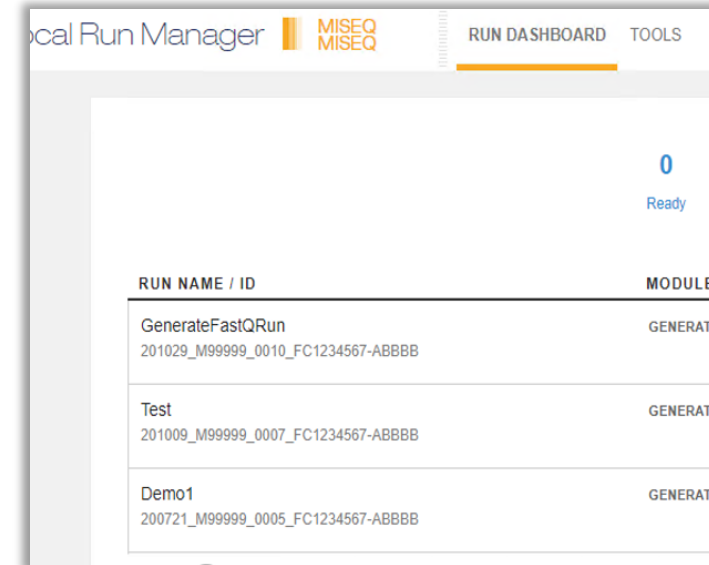 ocal Run Manager MISEQ RUN DASHBOARD TOOLS
MISEQ
0
Ready
RUN NAME / ID MODULE
GenerateFastQRun GENERAT
201029_M99999_0010_FC1234567-ABBBB
Test GENERAT
201009_M99999_0007_FC1234567-ABBBB
Demo1 GENERAT
200721_M99999_0005_FC1234567-ABBBB